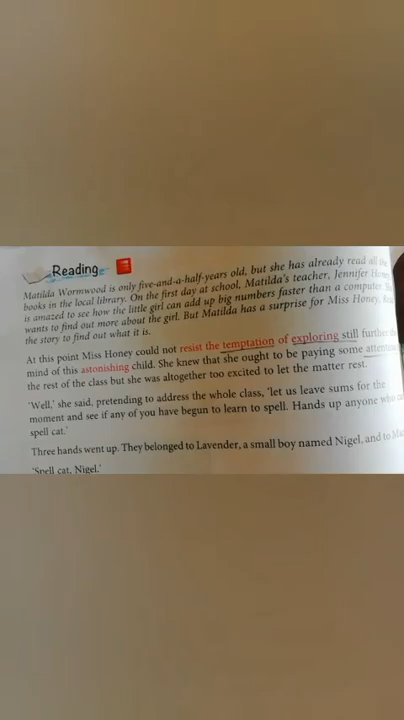 Reading
Matilda Wormwood is only five-and-a-half-years old, but she has already read all the
books in the local library. On the first day at school, Matilda's teacher, Jennifer Honey
is amazed to see how the little girl can add up big numbers faster than a computer. She
wants to find out more about the girl. But Matilda has a surprise for Miss Honey.
the story to find out what it is.
At this point Miss Honey could not resist the temptation of exploring still further
mind of this astonishing child. She knew that she ought to be paying some attention
the rest of the class but she was altogether too excited to let the matter rest.
'Well,' she said, pretending to address the whole class, 'let us leave sums for the
moment and see if any of you have begun to learn to spell. Hands up anyone who
spell cat.'
Three hands went up. They belonged to Lavender, a small boy named Nigel, and to
'Spell cat, Nigel.'